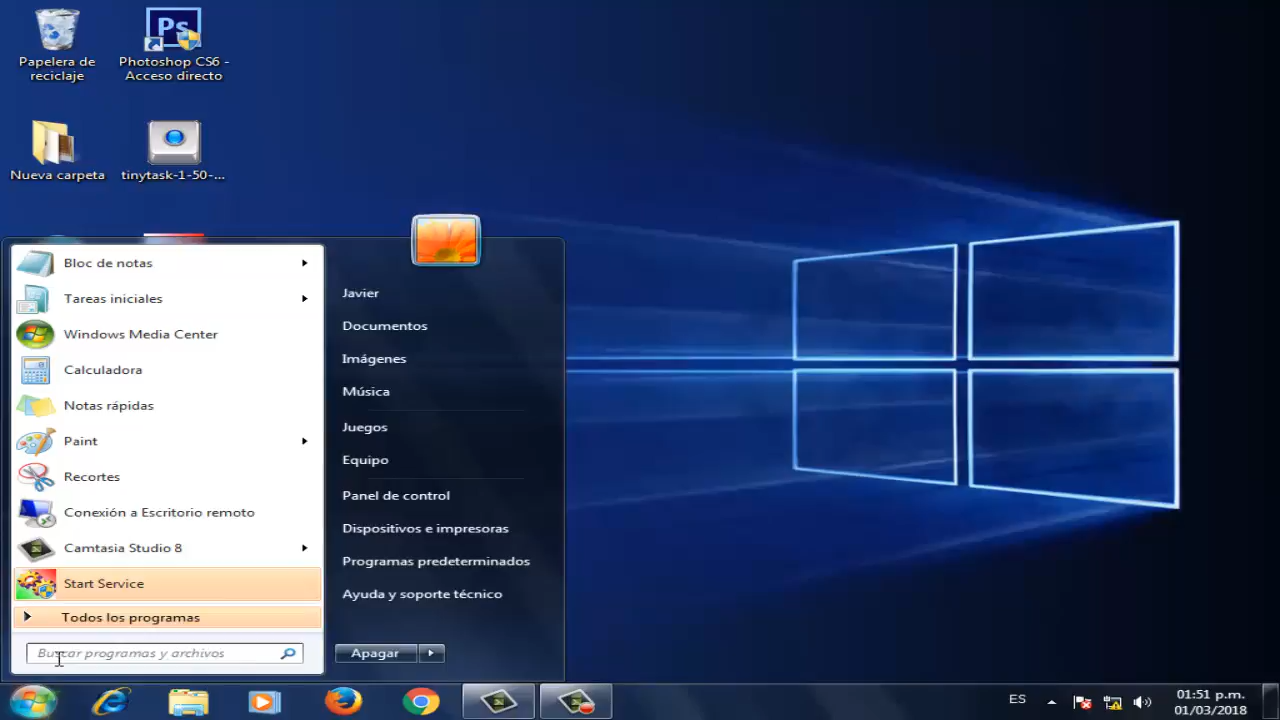 Papelera de
reciclaje
Ps
Photoshop CS6 -
Acceso directo
Nueva carpeta
tinytask-1-50-...
Bloc de notas
Tareas iniciales
Windows Media Center
Calculadora
Notas rápidas
Paint
Recortes
Conexión a Escritorio remoto
Camtasia Studio 8
Start Service
Todos los programas
Buscar programas y archivos
Javier
Documentos
Imágenes
Música
Juegos
Equipo
Panel de control
Dispositivos e impresoras
Programas predeterminados
Ayuda y soporte técnico
Apagar
ES
01:51 p.m.
01/03/2018